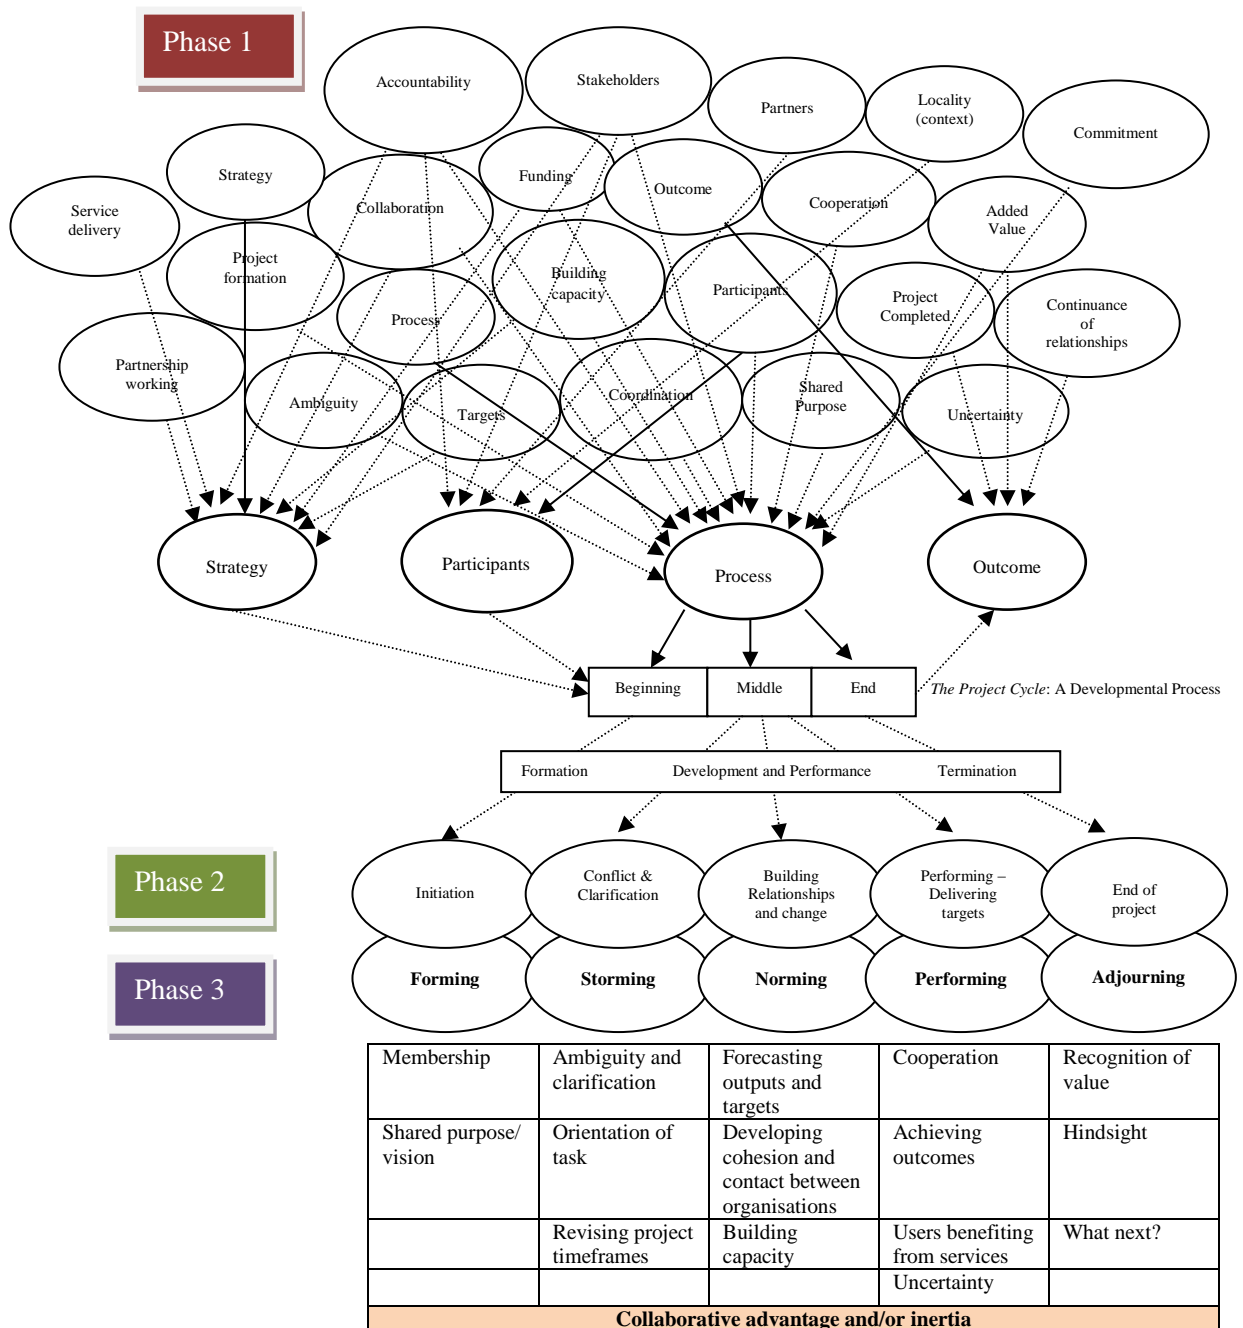 Phase 1
Accountability
Stakeholders
Partners
Locality
(context)
Commitment
Strategy
Funding
Outcome
Cooperation
Service
delivery
Collaboration
Added
Value
Project
formation
Building
capacity
Participants
Project
Completed
Continuance
of
relationships
Process
Partnership
working
Ambiguity
Targets
Coordination
Shared
Purpose
Uncertainty
Strategy
Participants
Process
Outcome
Beginning
Middle
End
The Project Cycle: A Developmental Process
Formation
Development and Performance
Termination
Phase 2
Initiation
Conflict &
Clarification
Building
Relationships
and change
Performing –
Delivering
targets
End of
project
Phase 3
Forming
Storming
Norming
Performing
Adjourning
Membership
Ambiguity and
clarification
Forecasting
outputs and
targets
Cooperation
Recognition of
value
Shared purpose/
vision
Orientation of
task
Developing
cohesion and
contact between
organisations
Achieving
outcomes
Hindsight
Revising project
timeframes
Building
capacity
Users benefiting
from services
What next?
Uncertainty
Collaborative advantage and/or inertia